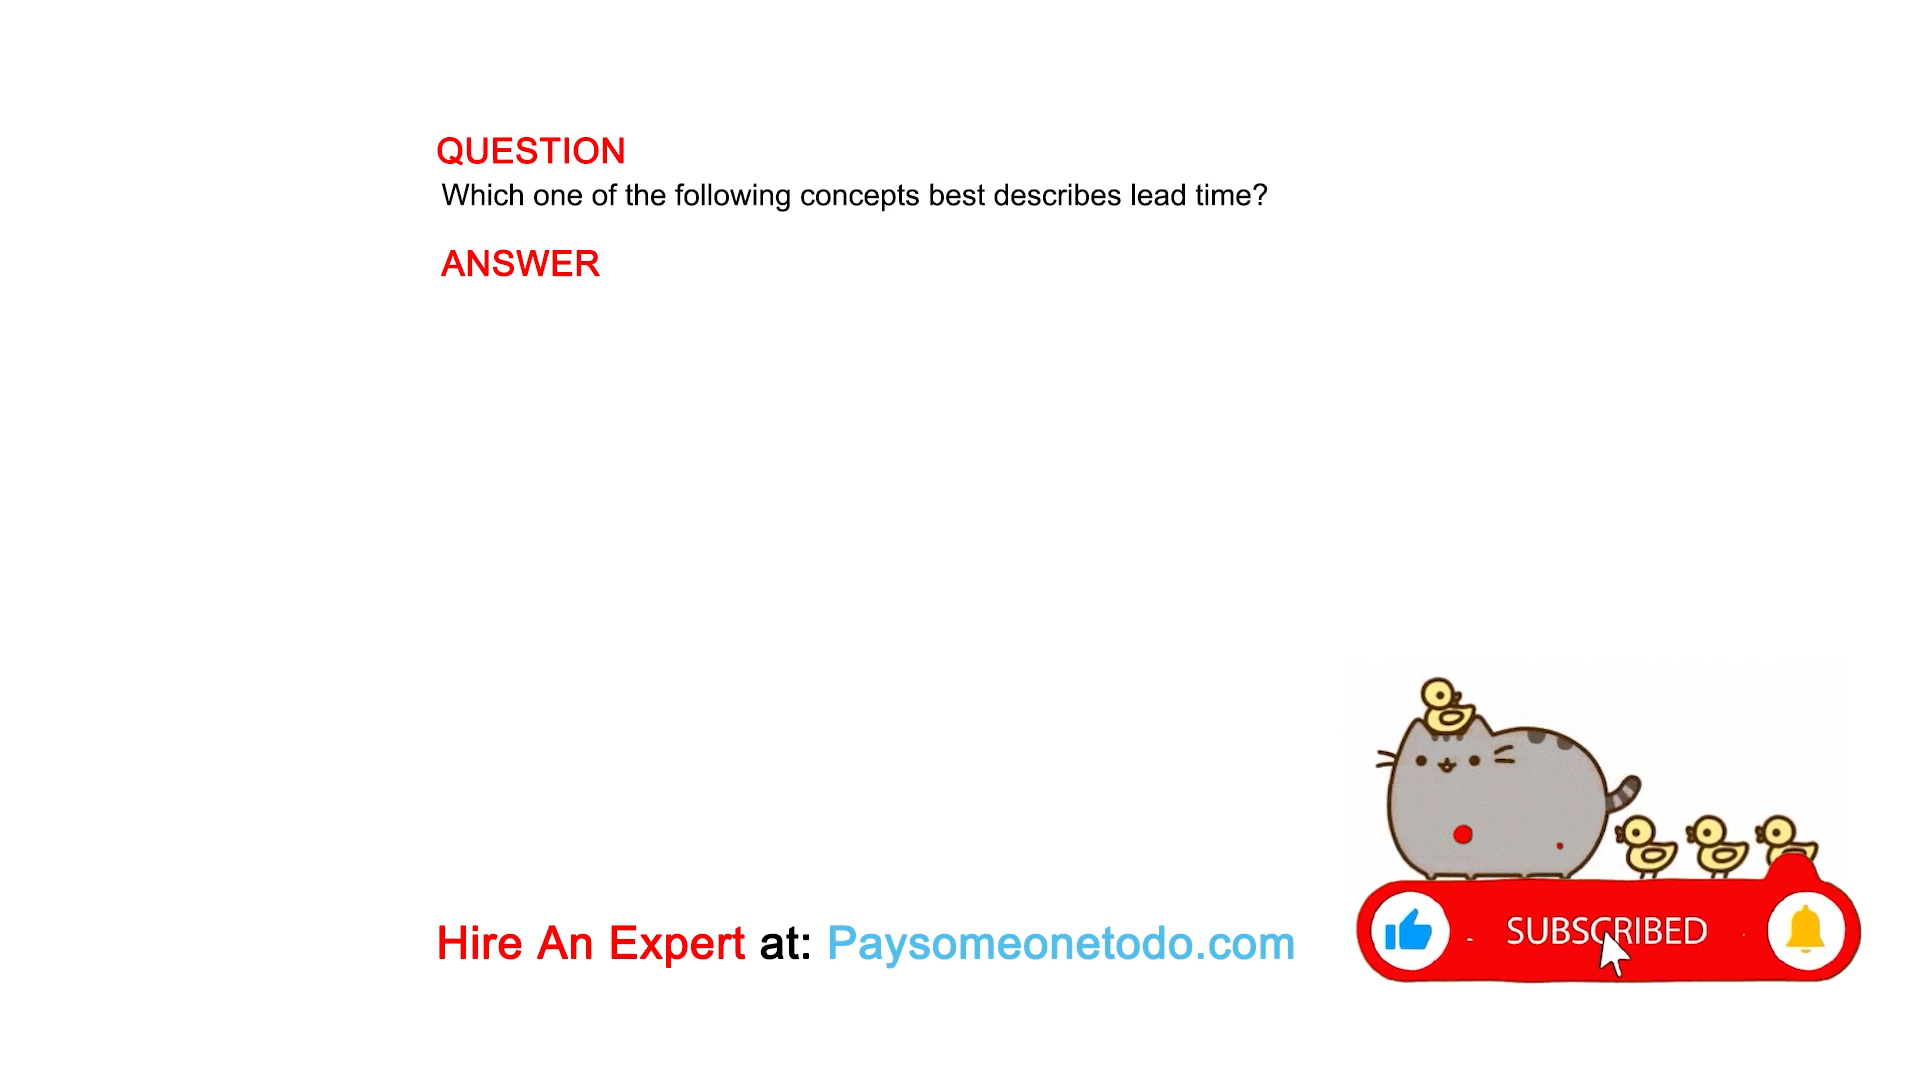 QUESTION
Which one of the following concepts best describes lead time?
ANSWER
Hire An Expert at: Paysomeonetodo.com
SUBSCRIBED